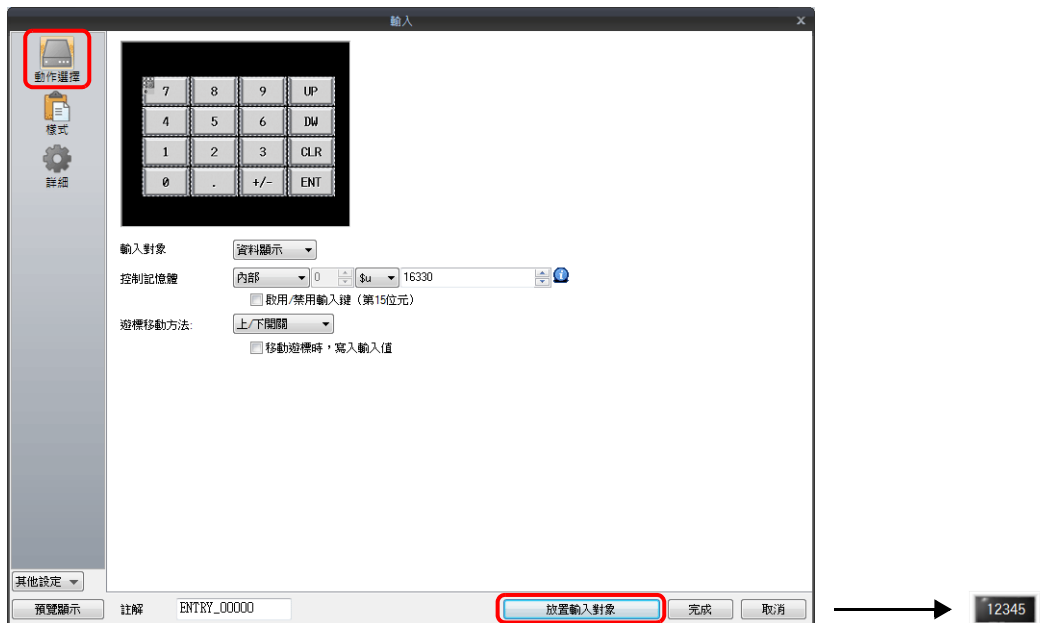 輸入
動作選擇
樣式
詳細
7 8 9 UP
4 5 6 DW
1 2 3 CLR
0 . +/- ENT
輸入對象 資料顯示
控制記憶體 內部 0 $u 16330
啟用/禁用輸入鍵（第15位元）
遊標移動方法: 上/下開關
移動遊標時，寫入輸入值
其他設定
預覽顯示 註解 ENTRY_00000 放置輸入對象 完成 取消
12345